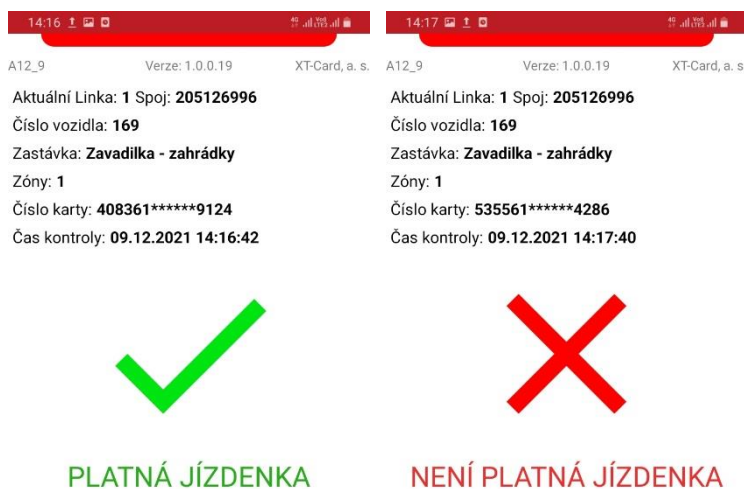 14:16
A12_9 Verze: 1.0.0.19 XT-Card, a. s.
Aktuální Linka: 1 Spoj: 205126996
Číslo vozidla: 169
Zastávka: Zavadilka - zahrádky
Zóny: 1
Číslo karty: 408361******9124
Čas kontroly: 09.12.2021 14:16:42
PLATNÁ JÍZDENKA
14:17
A12_9 Verze: 1.0.0.19 XT-Card, a. s
Aktuální Linka: 1 Spoj: 205126996
Číslo vozidla: 169
Zastávka: Zavadilka - zahrádky
Zóny: 1
Číslo karty: 535561******4286
Čas kontroly: 09.12.2021 14:17:40
NENÍ PLATNÁ JÍZDENKA